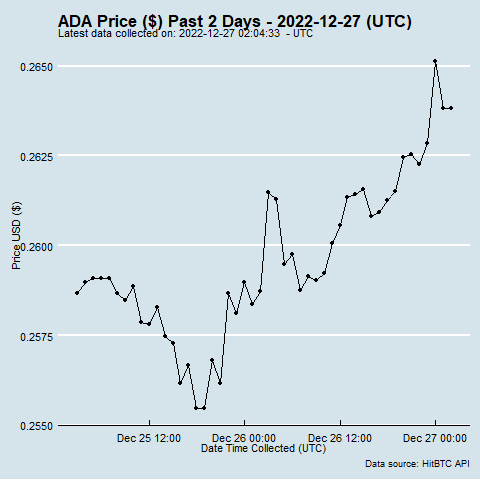 ADA Price ($) Past 2 Days - 2022-12-27 (UTC)
Latest data collected on: 2022-12-27 02:04:33  - UTC
0.2650
0.2625
0.2600
0.2575
0.2550
Price USD ($)
Dec 25 12:00
Dec 26 00:00
Dec 26 12:00
Dec 27 00:00
Date Time Collected (UTC)
Data source: HitBTC API